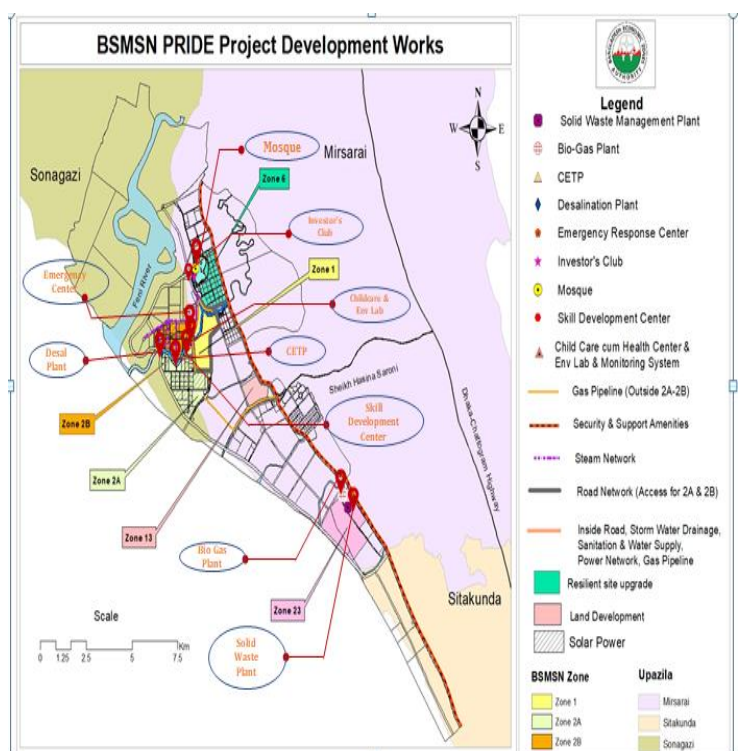 BSMSN PRIDE Project Development Works
BANGLADESH ECONOMIC ZONES
AUTHORITY
N
W
E
S
Sonagazi
Mirsarai
Mosque
Zone 6
Investor's
Club
Emergency
Center
Feni River
Zone 1
Childcare &
Env Lab
Desal
Plant
CETP
Sheikh Hasina Saroni
Dhaka-Chattogram Highway
Zone 2B
Skill
Development
Center
Zone 2A
Zone 13
Bio Gas
Plant
Sitakunda
Zone 23
Solid
Waste
Plant
Scale
Km
0 1.25 2.5 5 7.5
Legend
Solid Waste Management Plant
Bio-Gas Plant
CETP
Desalination Plant
Emergency Response Center
Investor's Club
Mosque
Skill Development Center
Child Care cum Health Center &
Env Lab & Monitoring System
Gas Pipeline (Outside 2A-2B)
Security & Support Amenities
Steam Network
Road Network (Access for 2A & 2B)
Inside Road, Storm Water Drainage,
Sanitation & Water Supply,
Power Network, Gas Pipeline
Resilient site upgrade
Land Development
Solar Power
BSMSN Zone
Zone 1
Zone 2A
Zone 2B
Upazila
Mirsarai
Sitakunda
Sonagazi